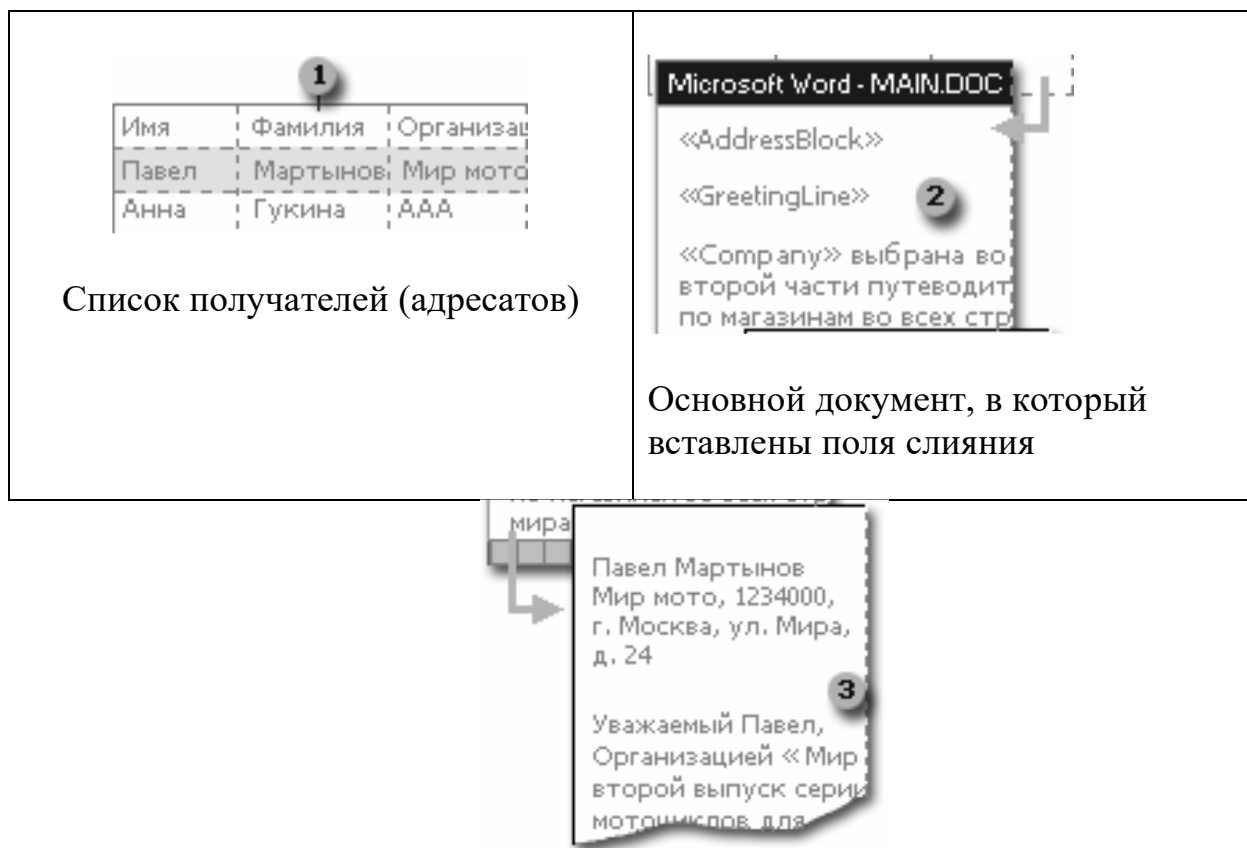 1
Имя Фамилия Организац
Павел Мартынов Мир мото
Анна Гукина ААА
Список получателей (адресатов)
Microsoft Word - MAIN.DOC
«AddressBlock»
«GreetingLine»
2
«Company» выбрана во
второй части путеводит
по магазинам во всех стр
Основной документ, в который
вставлены поля слияния
мира
Павел Мартынов
Мир мото, 1234000,
г. Москва, ул. Мира,
д. 24
3
Уважаемый Павел,
Организацией « Мир
второй выпуск серии
мотоциклов для